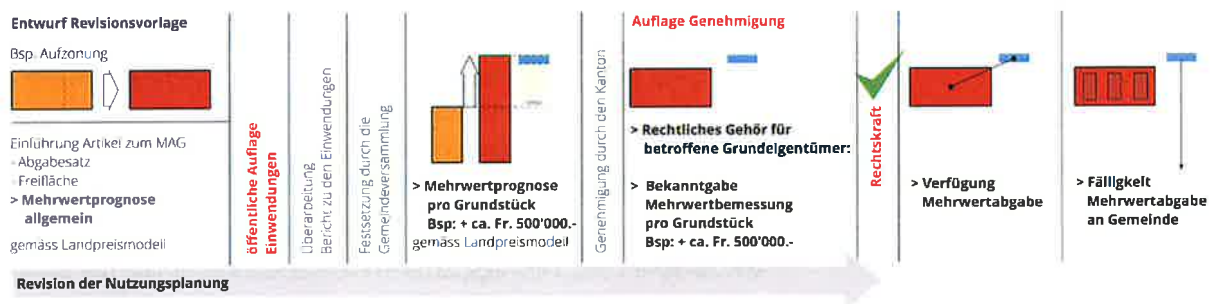 Entwurf Revisionsvorlage
Bsp. Aufzonung
Einführung Artikel zum MAG
- Abgabesatz
- Freifläche
> Mehrwertprognose
allgemein
gemäss Landpreismodell
öffentliche Auflage
Einwendungen
Überarbeitung
Bericht zu den Einwendungen
Festsetzung durch die
Gemeindeversammlung
> Mehrwertprognose
pro Grundstück
Bsp: + ca. Fr. 500'000.-
gemäss Landpreismodell
Genehmigung durch den Kanton
Auflage Genehmigung
> Rechtliches Gehör für
betroffene Grundeigentümer:
> Bekanntgabe
Mehrwertbemessung
pro Grundstück
Bsp: + ca. Fr. 500'000.-
Rechtskraft
> Verfügung
Mehrwertabgabe
> Fälligkeit
Mehrwertabgabe
an Gemeinde
Revision der Nutzungsplanung